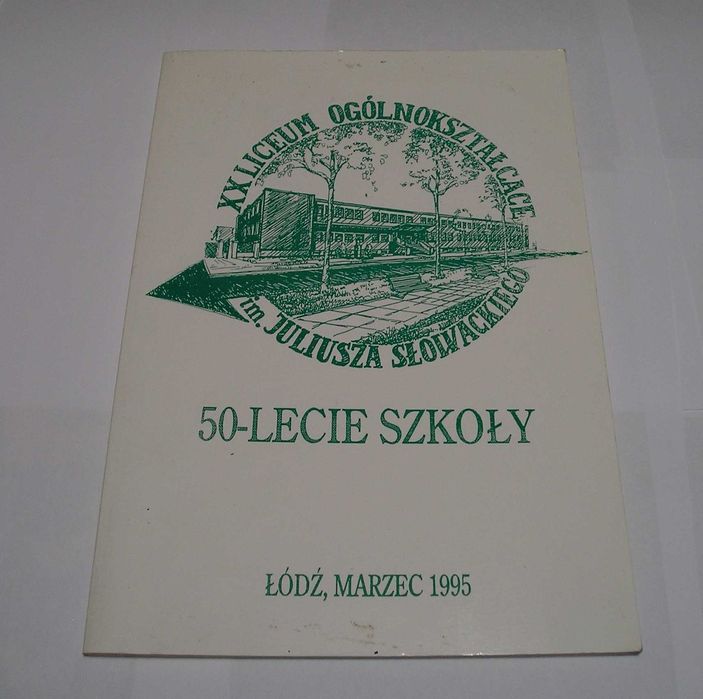 XX LICEUM OGÓLNOKSZTAŁCĄCE
im. JULIUSZA SŁOWACKIEGO
50-LECIE SZKOŁY
ŁÓDŹ, MARZEC 1995